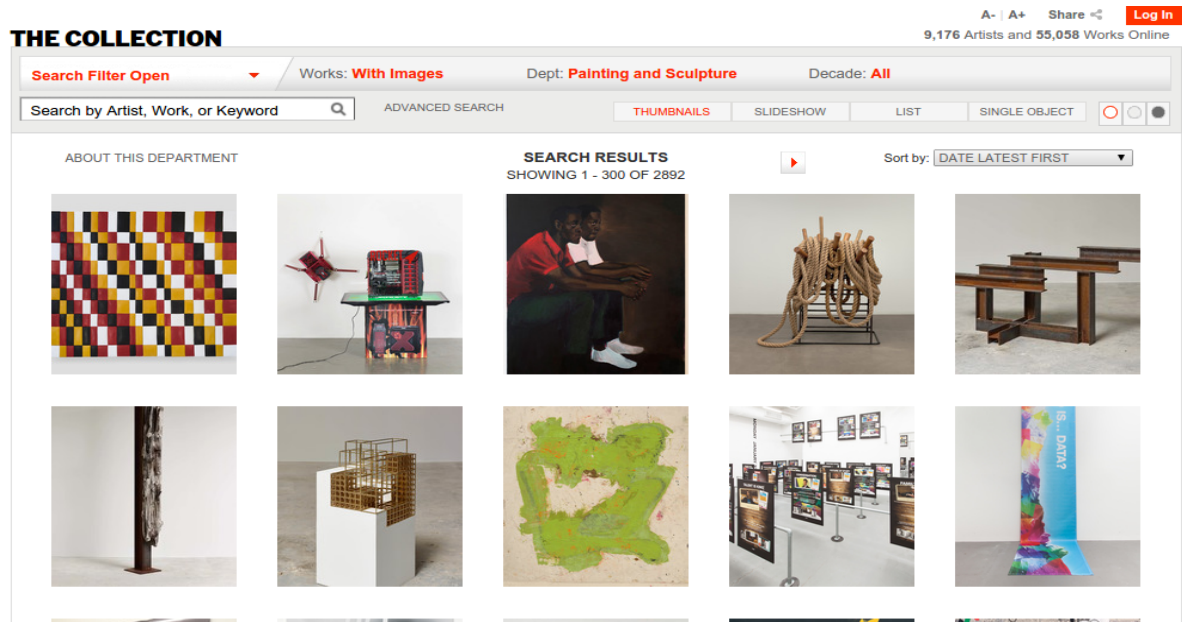 A- | A+ Share Log In
THE COLLECTION
9,176 Artists and 55,058 Works Online
Search Filter Open Works: With Images Dept: Painting and Sculpture Decade: All
Search by Artist, Work, or Keyword ADVANCED SEARCH THUMBNAILS SLIDESHOW LIST SINGLE OBJECT
ABOUT THIS DEPARTMENT SEARCH RESULTS Sort by: DATE LATEST FIRST
SHOWING 1 - 300 OF 2892
IS... DATA?